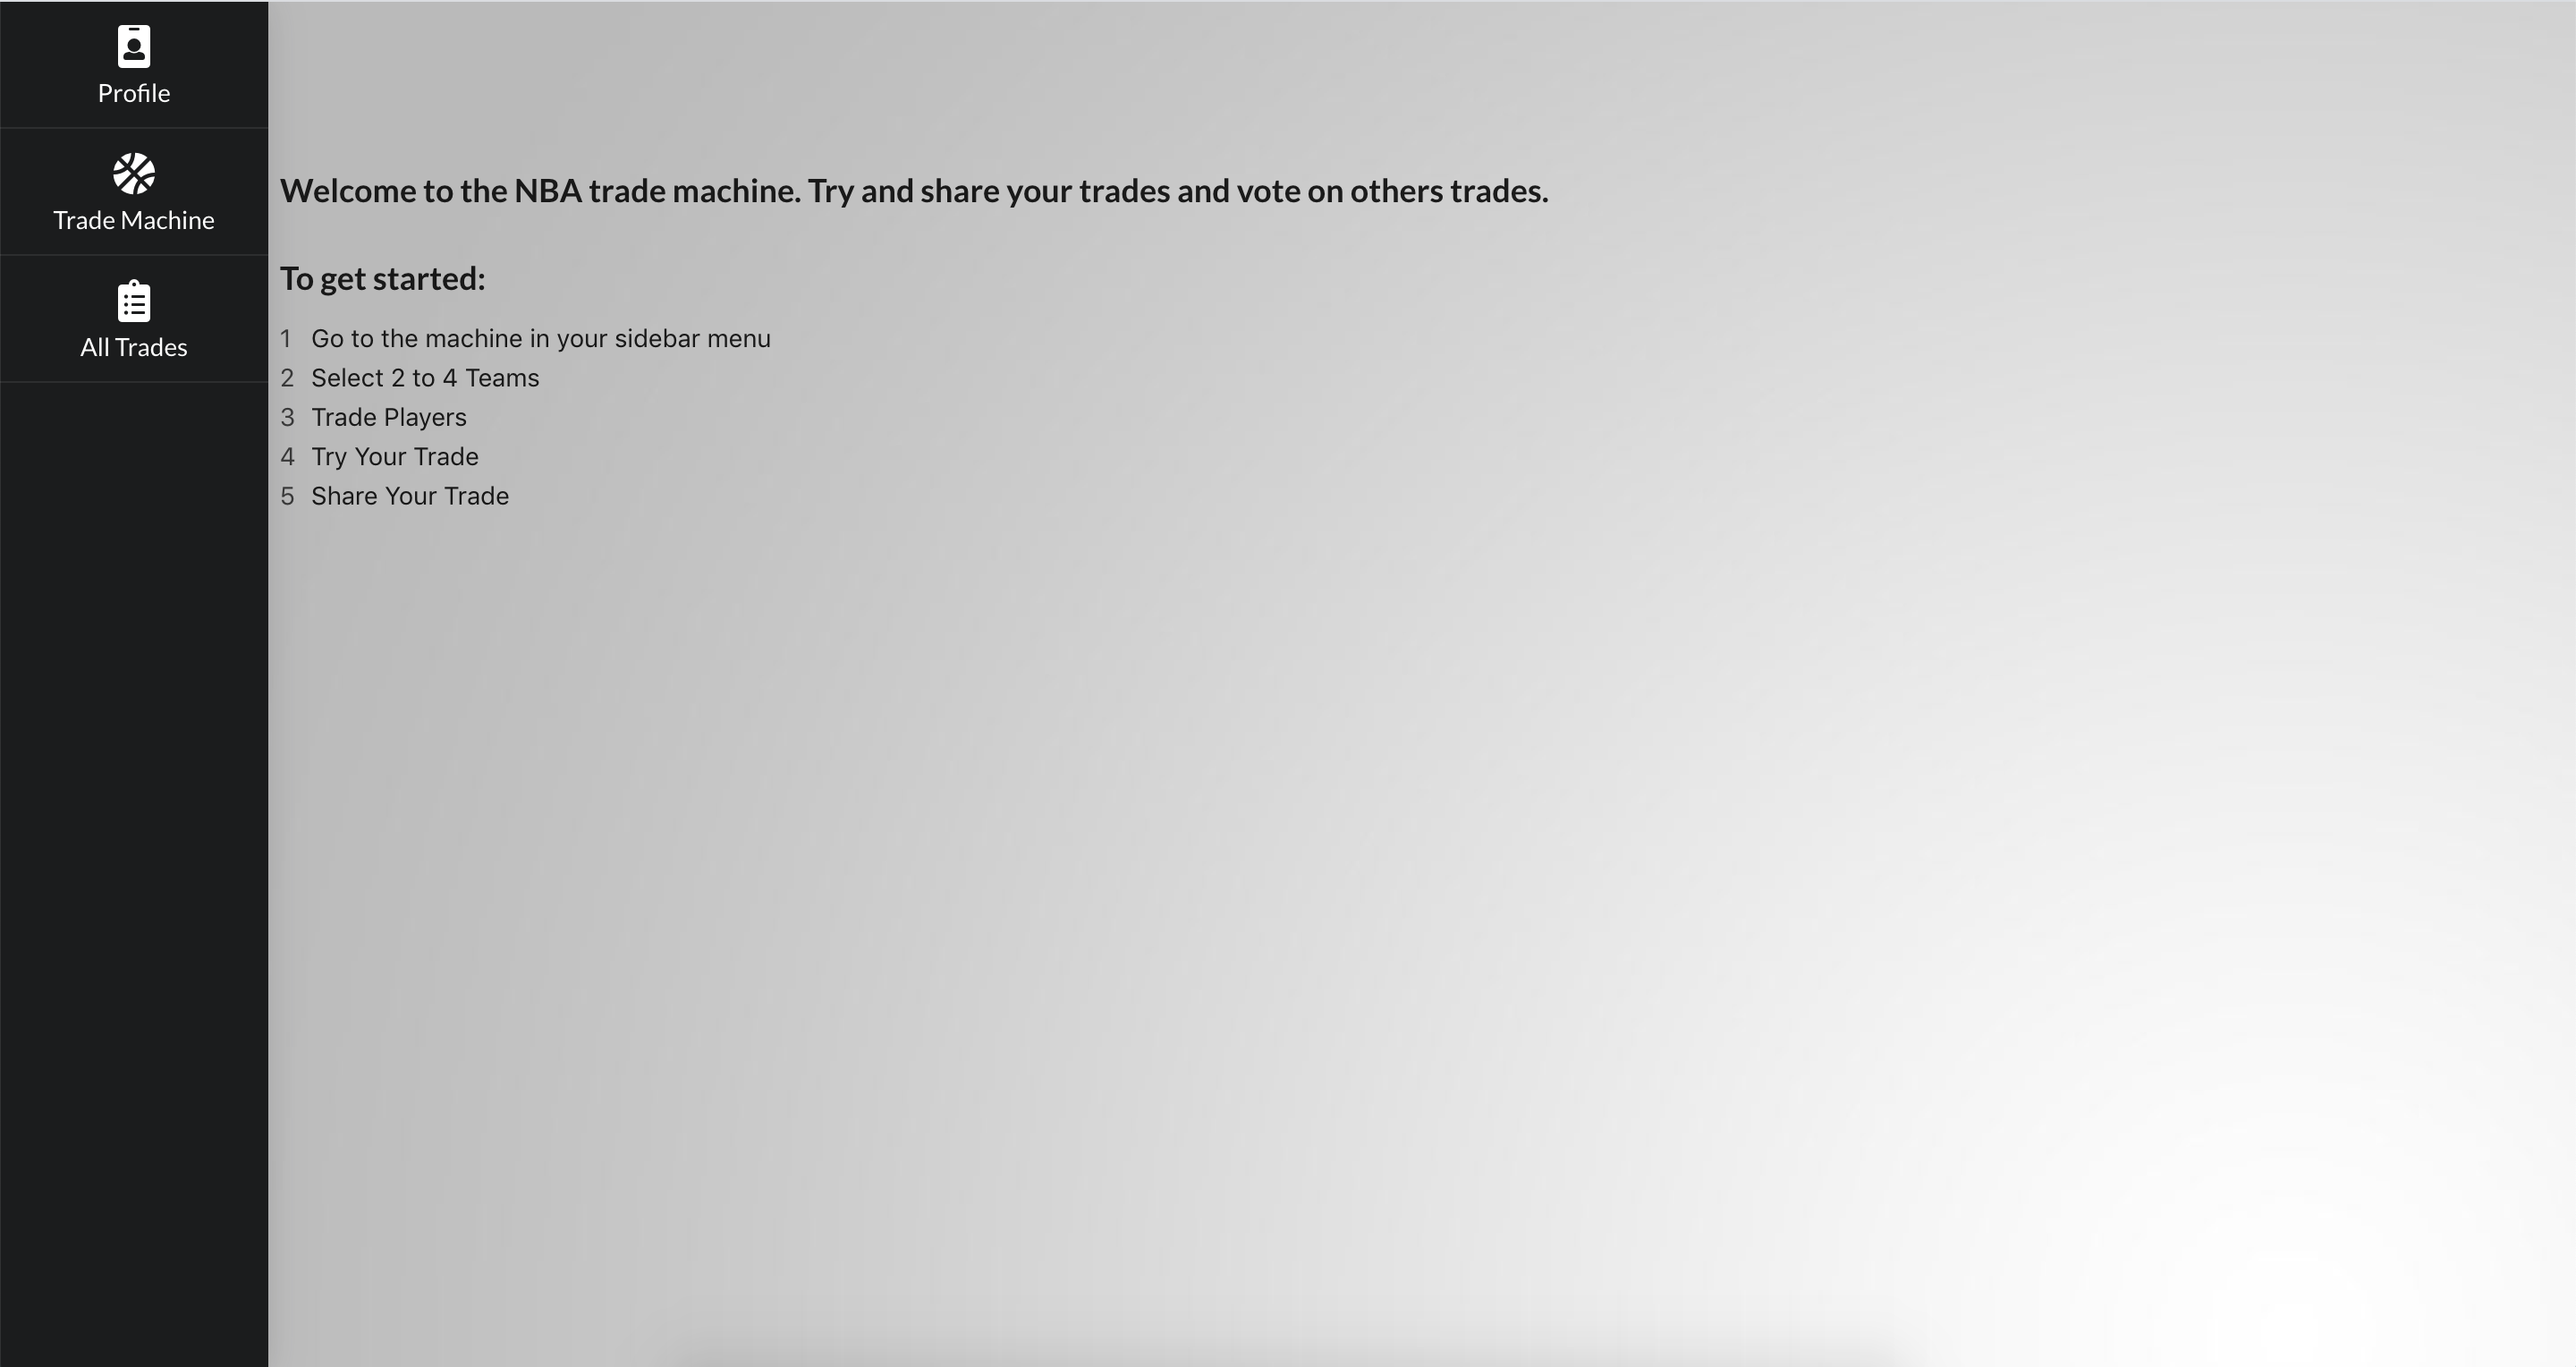 Profile
Trade Machine
All Trades
Welcome to the NBA trade machine. Try and share your trades and vote on others trades.
To get started:
1 Go to the machine in your sidebar menu
2 Select 2 to 4 Teams
3 Trade Players
4 Try Your Trade
5 Share Your Trade